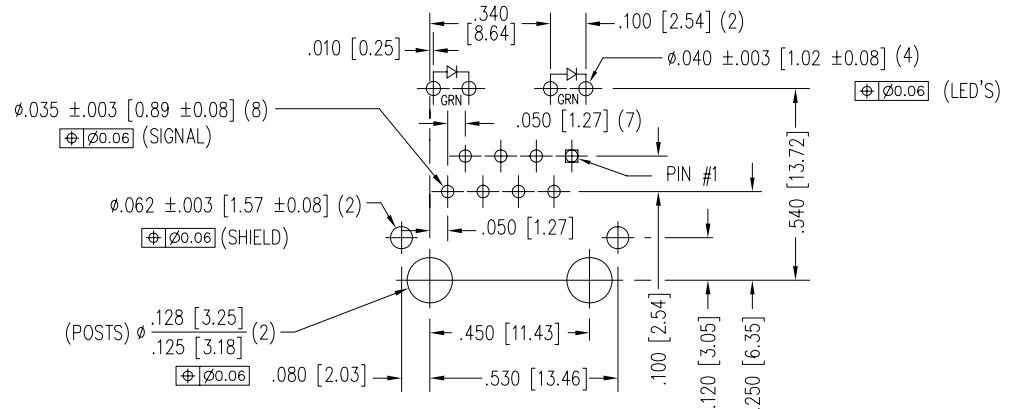 .340
[8.64]
.100 [2.54] (2)
.010 [0.25]
ø.040 ±.003 [1.02 ±0.08] (4)
⌖ Ø0.06 (LED'S)
GRN
GRN
ø.035 ±.003 [0.89 ±0.08] (8)
⌖ Ø0.06 (SIGNAL)
.050 [1.27] (7)
PIN #1
.540 [13.72]
ø.062 ±.003 [1.57 ±0.08] (2)
⌖ Ø0.06 (SHIELD)
.050 [1.27]
(POSTS) ø .128 [3.25] (2)
.125 [3.18]
⌖ Ø0.06
.450 [11.43]
.080 [2.03]
.530 [13.46]
.100 [2.54]
.120 [3.05]
.250 [6.35]